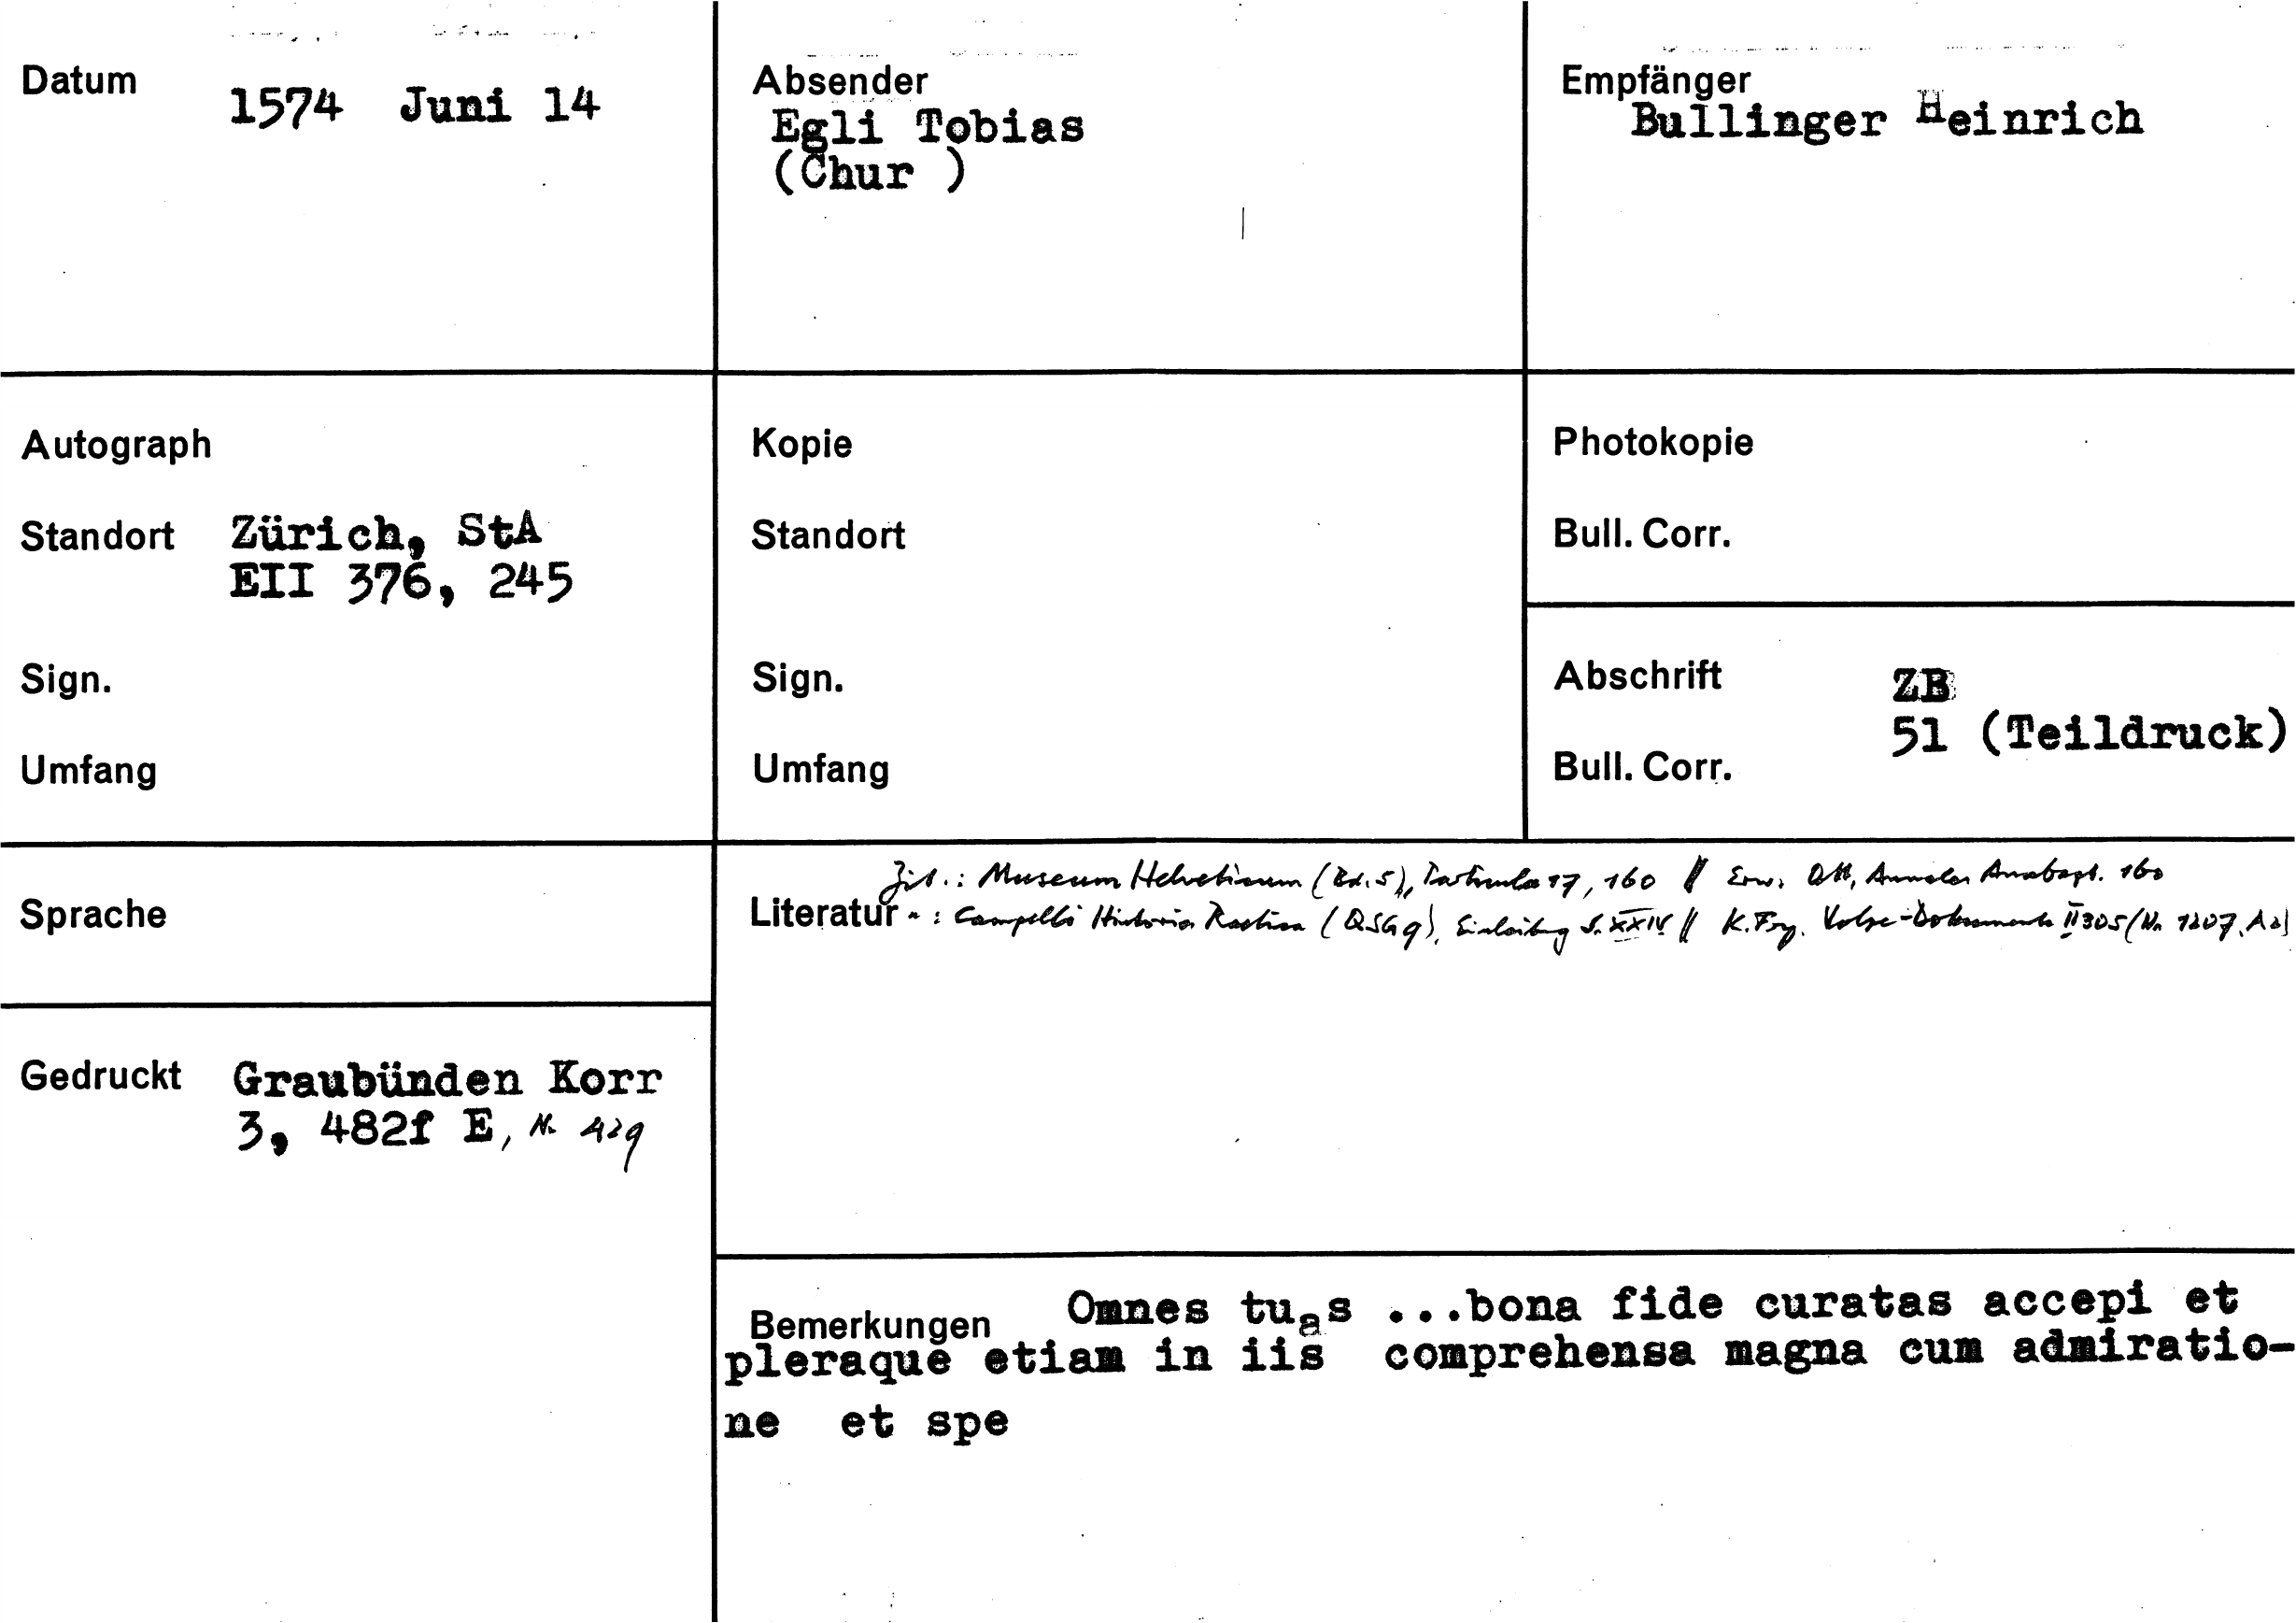 Datum 1574 Juni 14
Absender
Egli Tobias
(Chur )
Empfänger
Bullinger Heinrich
Autograph
Standort Zürich, StA
EII 376, 245
Sign.
Umfang
Kopie
Standort
Sign.
Umfang
Photokopie
Bull. Corr.
Abschrift ZB
51 (Teildruck)
Bull. Corr.
Sprache
Zit.: Museum Helveticum (Bd. 5), Particula 17, 160 // Erw. Ott, Annales Anabapt. 160
Literatur " : Campelli Historia Raetica (QSG 9), Einleitung S. XXIV // K. Fry, Volpe-Dokumente II 305 (Nr. 1207, A2)
Gedruckt Graubünden Korr
3, 482f E, Nr. 429
Bemerkungen Omnes tuas ...bona fide curatas accepi et
pleraque etiam in iis comprehensa magna cum admiratio-
ne et spe